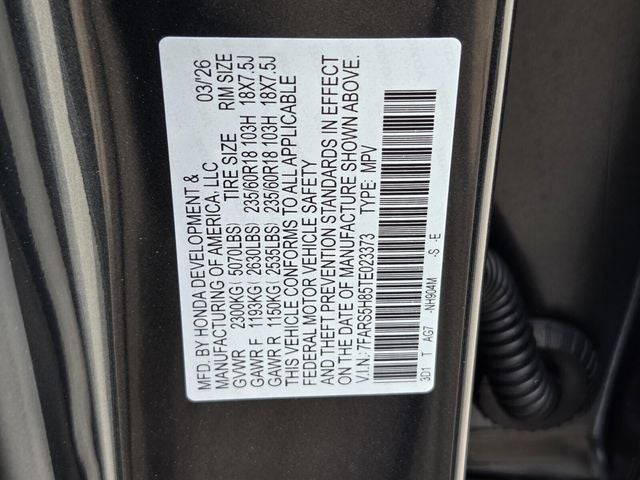 MFD. BY HONDA DEVELOPMENT & 03/'26
MANUFACTURING OF AMERICA, LLC
TIRE SIZE RIM SIZE
GVWR 2300KG ( 5070LBS)
GAWR F 1193KG ( 2630LBS) 235/60R18 103H 18X7.5J
GAWR R 1150KG ( 2535LBS) 235/60R18 103H 18X7.5J
THIS VEHICLE CONFORMS TO ALL APPLICABLE
FEDERAL MOTOR VEHICLE SAFETY
AND THEFT PREVENTION STANDARDS IN EFFECT
ON THE DATE OF MANUFACTURE SHOWN ABOVE.
V.I.N.: 7FARS5H85TE023373 TYPE: MPV
3D1 T AG7 -NH904M -S -E